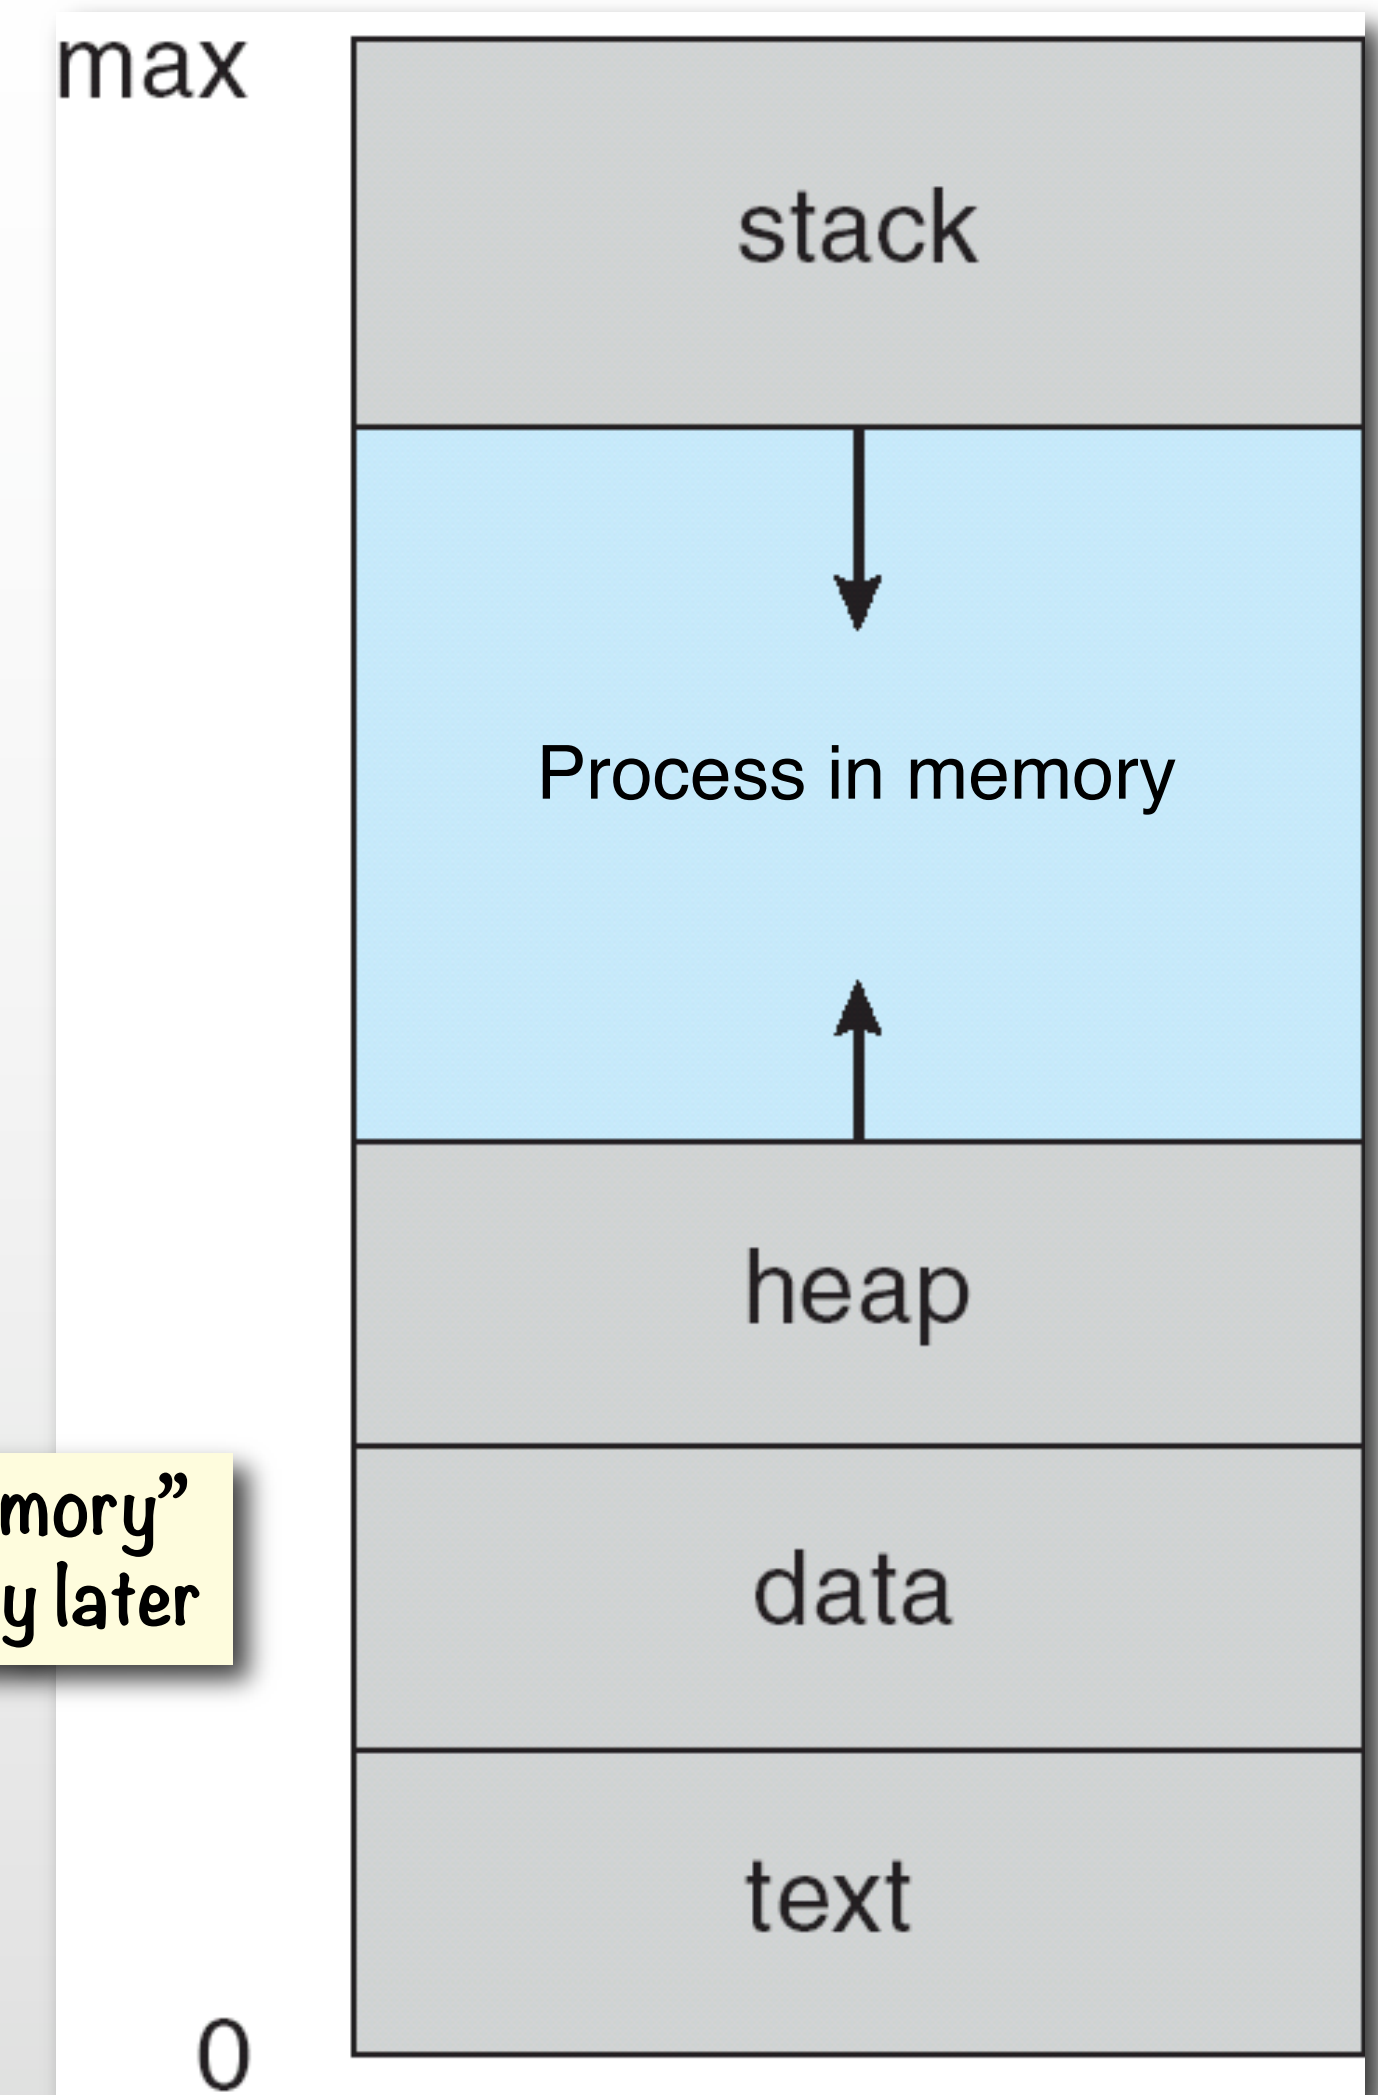 max
stack
Process in memory
heap
mory”
y later
data
text
0